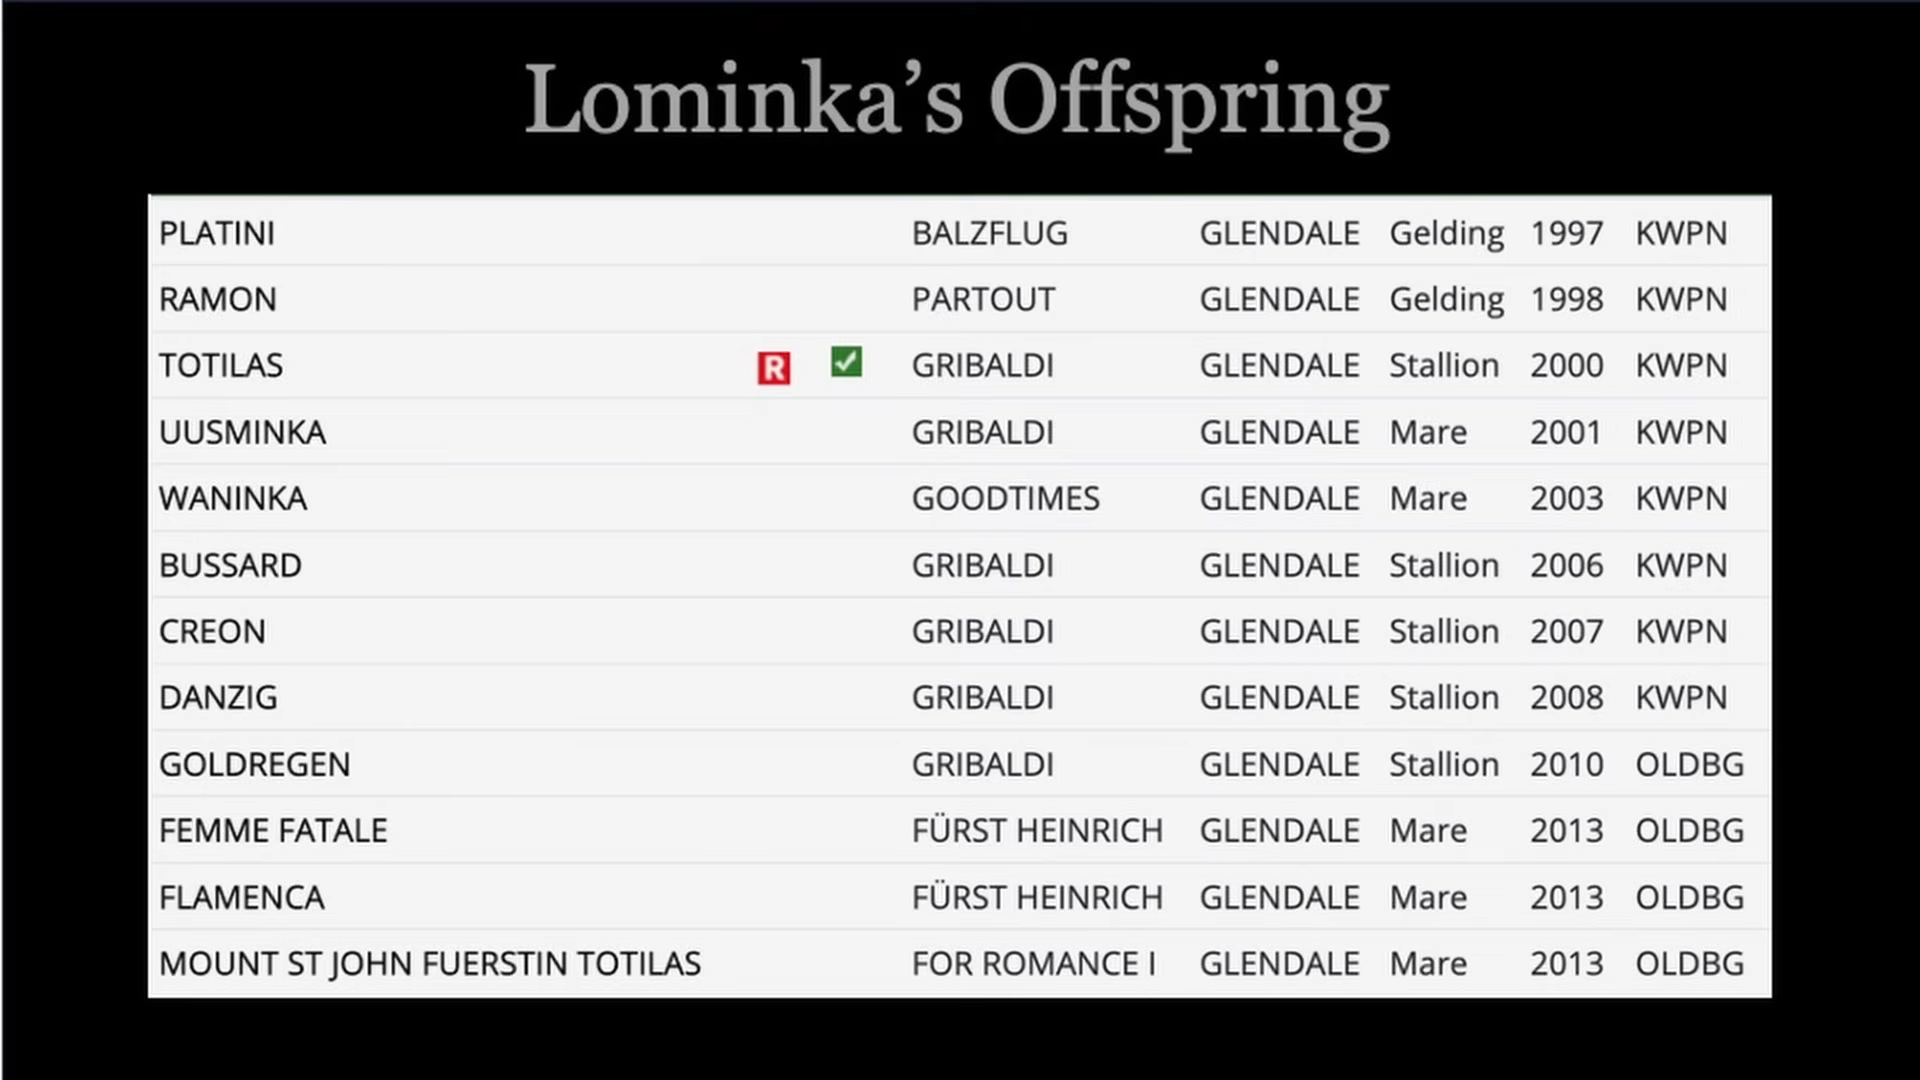 Lominka’s Offspring
PLATINI BALZFLUG GLENDALE Gelding 1997 KWPN
RAMON PARTOUT GLENDALE Gelding 1998 KWPN
TOTILAS R GRIBALDI GLENDALE Stallion 2000 KWPN
UUSMINKA GRIBALDI GLENDALE Mare 2001 KWPN
WANINKA GOODTIMES GLENDALE Mare 2003 KWPN
BUSSARD GRIBALDI GLENDALE Stallion 2006 KWPN
CREON GRIBALDI GLENDALE Stallion 2007 KWPN
DANZIG GRIBALDI GLENDALE Stallion 2008 KWPN
GOLDREGEN GRIBALDI GLENDALE Stallion 2010 OLDBG
FEMME FATALE FÜRST HEINRICH GLENDALE Mare 2013 OLDBG
FLAMENCA FÜRST HEINRICH GLENDALE Mare 2013 OLDBG
MOUNT ST JOHN FUERSTIN TOTILAS FOR ROMANCE I GLENDALE Mare 2013 OLDBG